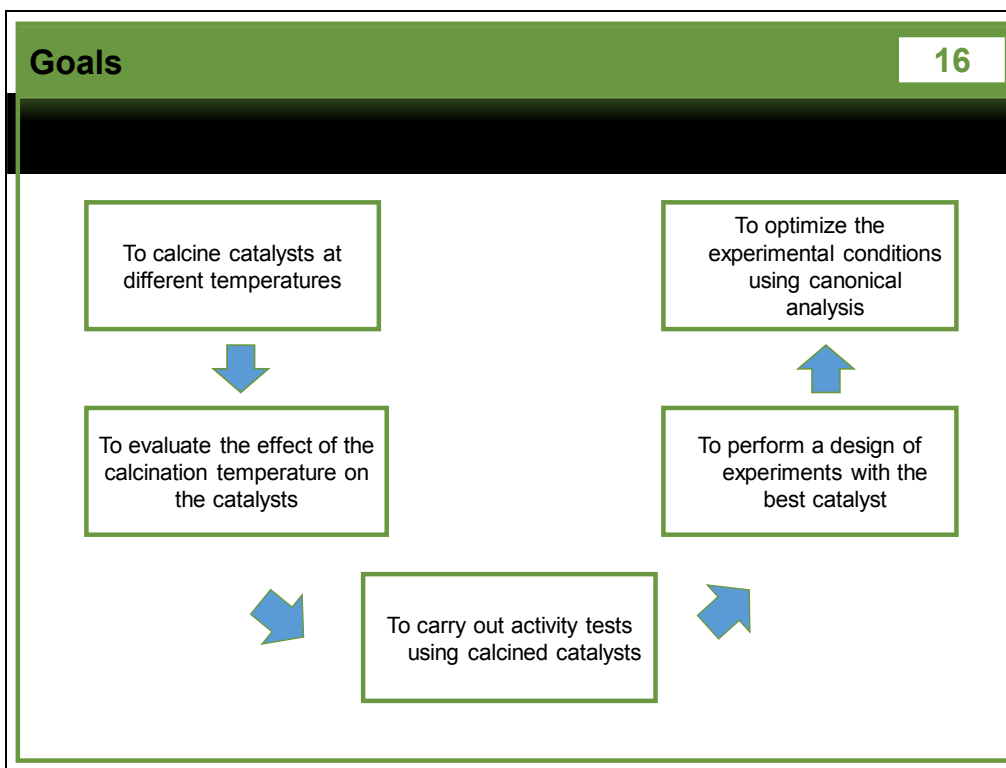 Goals
16
To calcine catalysts at
different temperatures
To evaluate the effect of the
calcination temperature on
the catalysts
To carry out activity tests
using calcined catalysts
To perform a design of
experiments with the
best catalyst
To optimize the
experimental conditions
using canonical
analysis